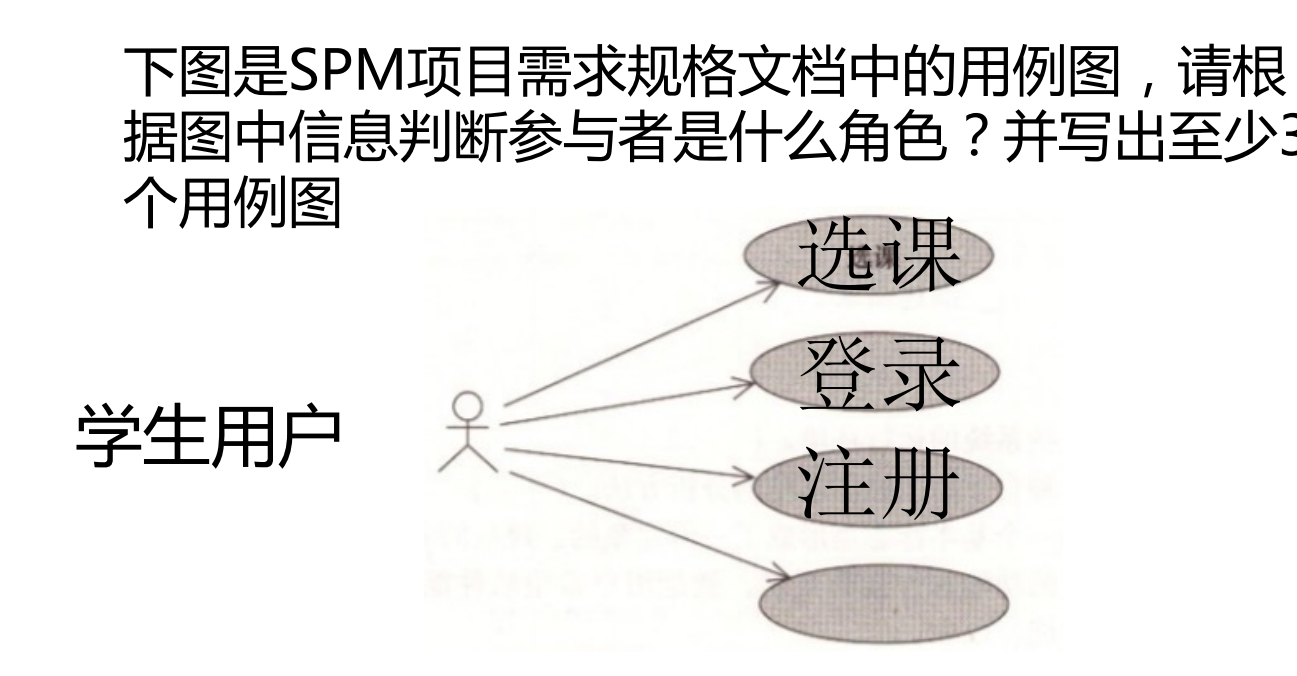 下图是SPM项目需求规格文档中的用例图，请根
据图中信息判断参与者是什么角色？并写出至少3
个用例图
选课
登录
学生用户
注册